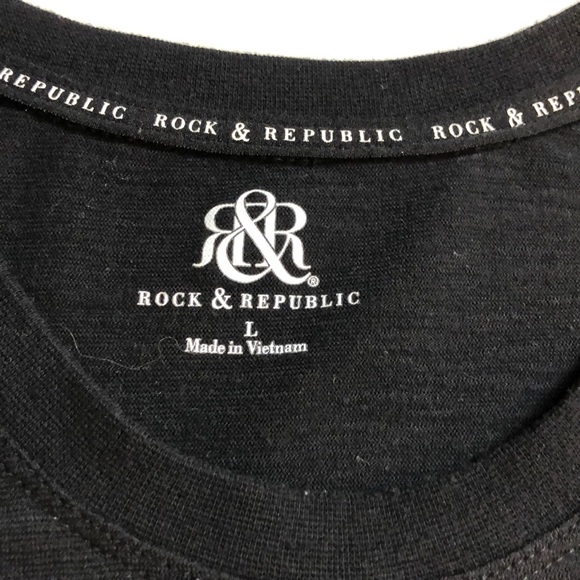 REPUBLIC ROCK & REPUBLIC ROCK & REP
R&R®
ROCK & REPUBLIC
L
Made in Vietnam